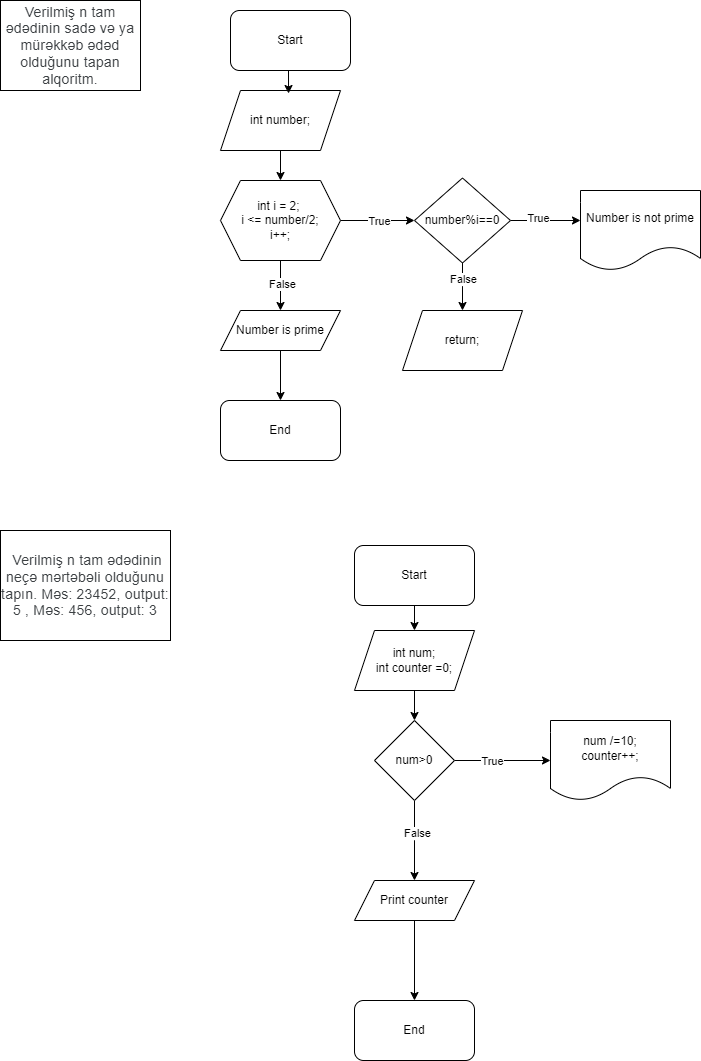 Verilmiş n tam
ədədinin sadə və ya
mürəkkəb ədəd
olduğunu tapan
alqoritm.
Start
int number;
int i = 2;
i <= number/2;
i++;
True
number%i==0
True
Number is not prime
False
False
Number is prime
return;
End
Verilmiş n tam ədədinin
neçə mərtəbəli olduğunu
tapın. Məs: 23452, output:
5 , Məs: 456, output: 3
Start
int num;
int counter =0;
num>0
True
num /=10;
counter++;
False
Print counter
End